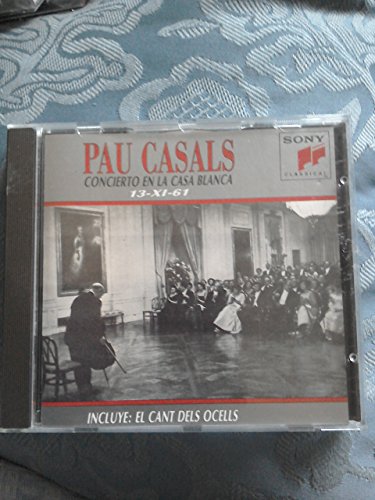 PAU CASALS
CONCIERTO EN LA CASA BLANCA
13-XI-61
SONY
CLASSICAL
INCLUYE: EL CANT DELS OCELLS